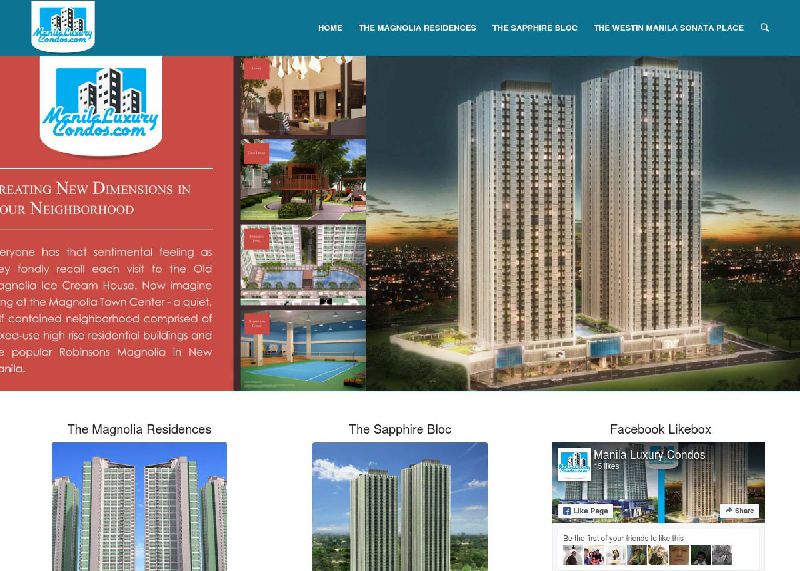 ManilaLuxury
Condos.com
HOME
THE MAGNOLIA RESIDENCES
THE SAPPHIRE BLOC
THE WESTIN MANILA SONATA PLACE
ManilaLuxury
Condos.com
REATING NEW DIMENSIONS IN
OUR NEIGHBORHOOD
eryone has that sentimental feeling as
ey fondly recall each visit to the Old
agnolia Ice Cream House. Now imagine
ng at the Magnolia Town Center - a quiet,
lf contained neighborhood comprised of
ixed-use high rise residential buildings and
e popular Robinsons Magnolia in New
anila.
The Magnolia Residences
The Sapphire Bloc
Facebook Likebox
Manila Luxury Condos
15 likes
Like Page
Share
Be the first of your friends to like this